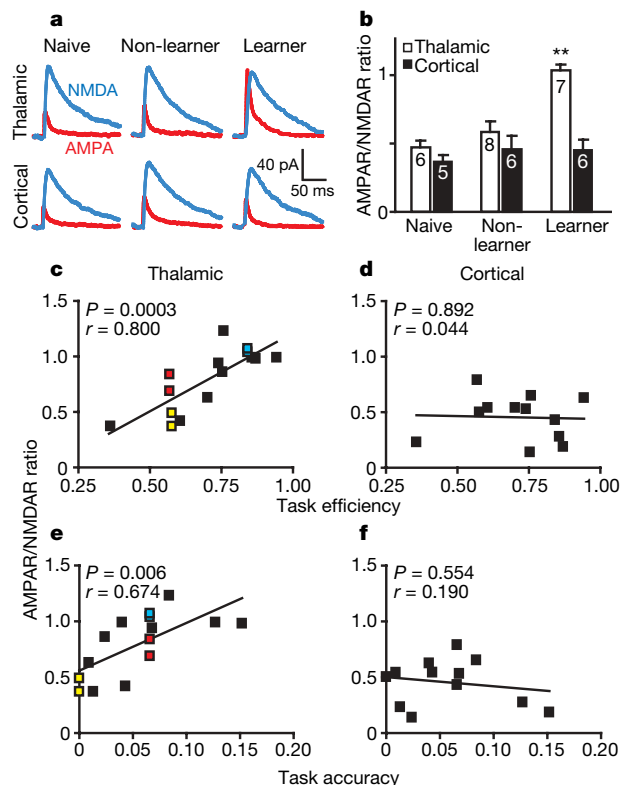 a
Naive Non-learner Learner
Thalamic
NMDA
AMPA
Cortical
40 pA
50 ms
b
AMPAR/NMDAR ratio
Thalamic
Cortical
**
1
0
6 5 8 6 7 6
Naive Non-learner Learner
c Thalamic
P = 0.0003
r = 0.800
1.5
1.0
0.5
0
0.25 0.50 0.75 1.00
d Cortical
P = 0.892
r = 0.044
1.5
1.0
0.5
0
0.25 0.50 0.75 1.00
Task efficiency
AMPAR/NMDAR ratio
e
P = 0.006
r = 0.674
1.5
1.0
0.5
0
0 0.05 0.10 0.15 0.20
f
P = 0.554
r = 0.190
1.5
1.0
0.5
0
0 0.05 0.10 0.15 0.20
Task accuracy